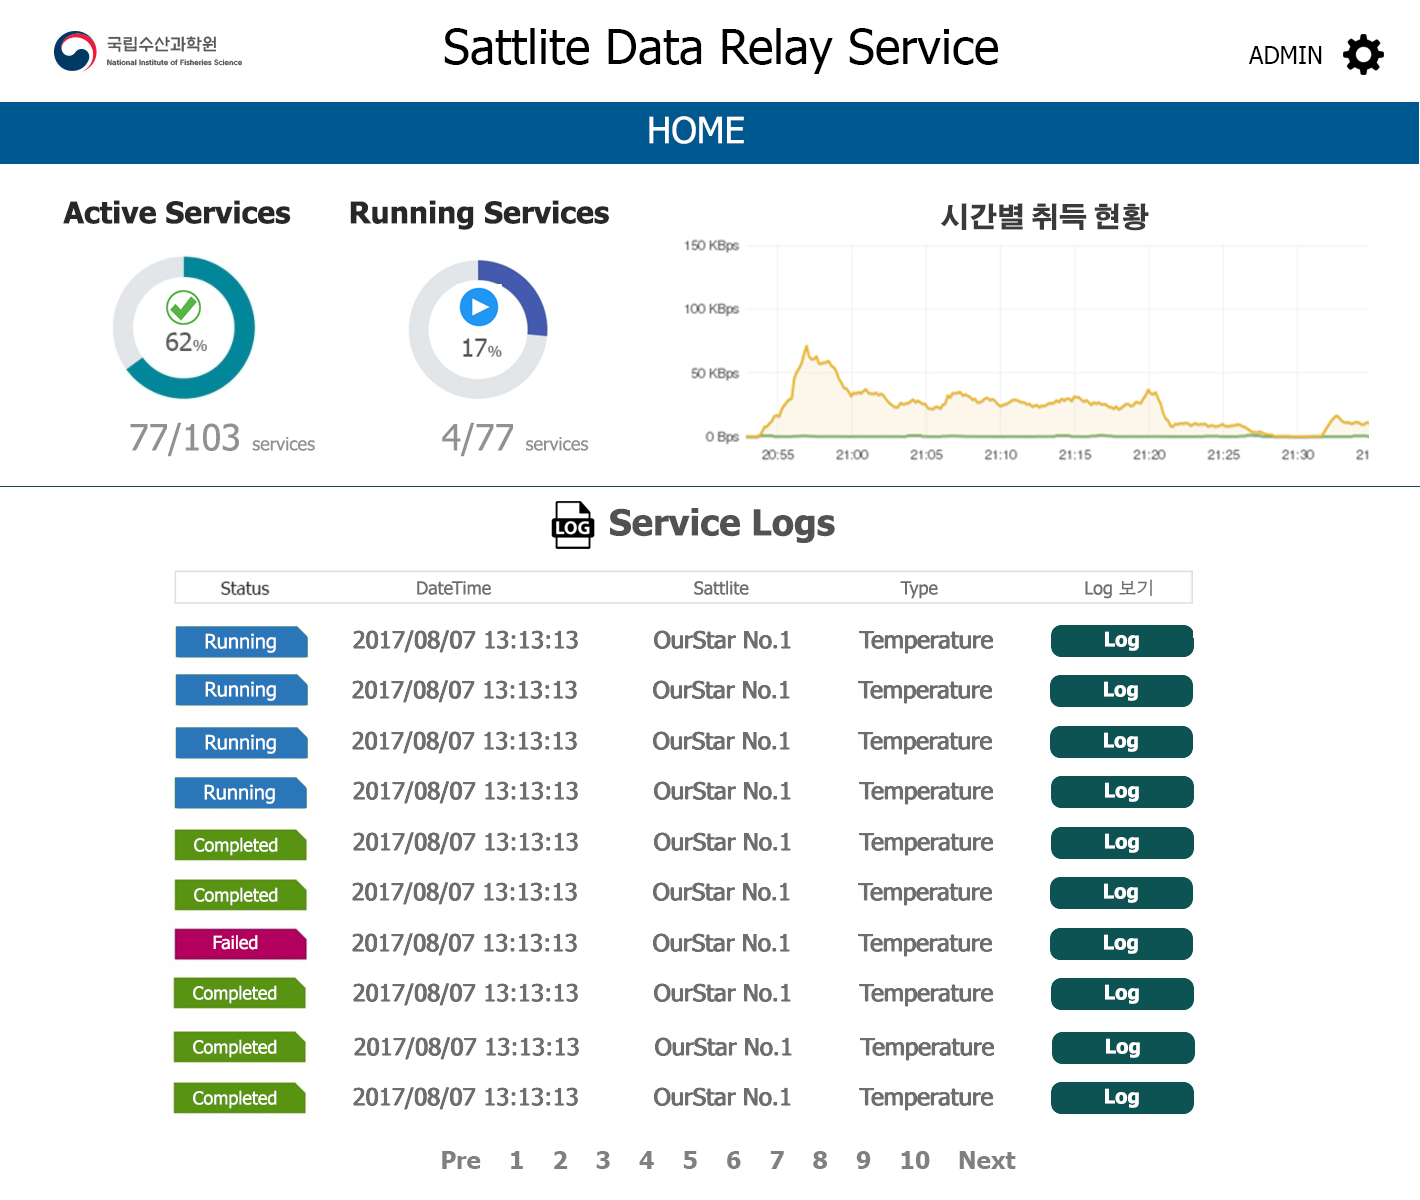 국립수산과학원
National Institute of Fisheries Science
Sattlite Data Relay Service
ADMIN
HOME
Active Services
Running Services
시간별 취득 현황
62%
17%
77/103 services
4/77 services
150 KBps
100 KBps
50 KBps
0 Bps
20:55 21:00 21:05 21:10 21:15 21:20 21:25 21:30 21
LOG
Service Logs
Status DateTime Sattlite Type Log 보기
Running 2017/08/07 13:13:13 OurStar No.1 Temperature Log
Running 2017/08/07 13:13:13 OurStar No.1 Temperature Log
Running 2017/08/07 13:13:13 OurStar No.1 Temperature Log
Running 2017/08/07 13:13:13 OurStar No.1 Temperature Log
Completed 2017/08/07 13:13:13 OurStar No.1 Temperature Log
Completed 2017/08/07 13:13:13 OurStar No.1 Temperature Log
Failed 2017/08/07 13:13:13 OurStar No.1 Temperature Log
Completed 2017/08/07 13:13:13 OurStar No.1 Temperature Log
Completed 2017/08/07 13:13:13 OurStar No.1 Temperature Log
Completed 2017/08/07 13:13:13 OurStar No.1 Temperature Log
Pre 1 2 3 4 5 6 7 8 9 10 Next